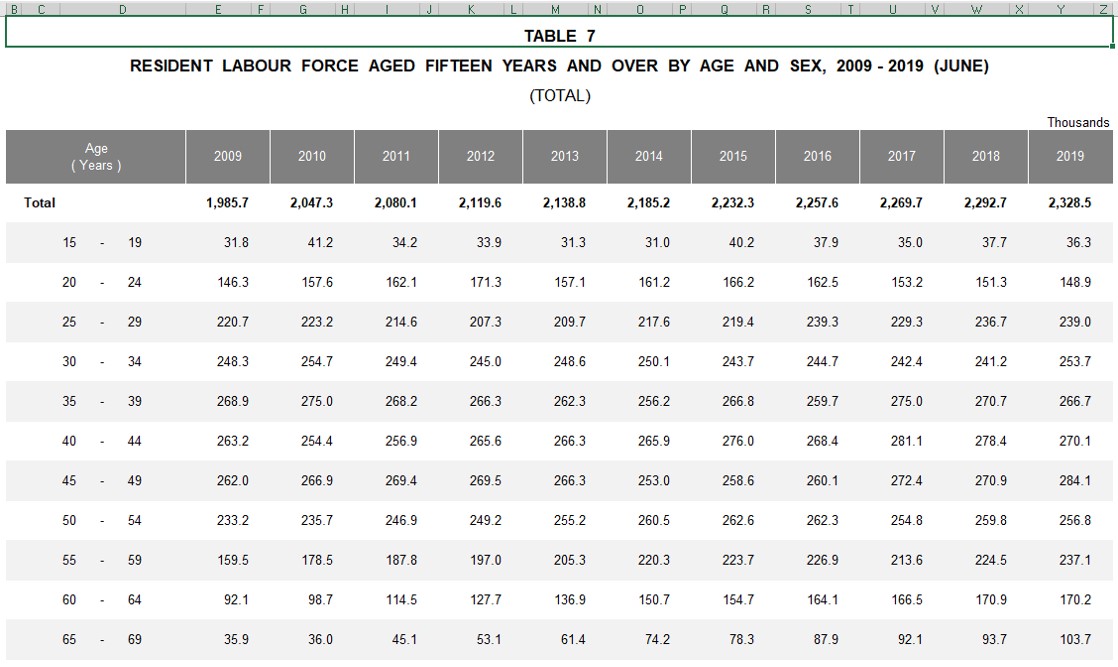 B C D E F G H I J K L M N O P Q R S T U V W X Y Z
TABLE 7
RESIDENT LABOUR FORCE AGED FIFTEEN YEARS AND OVER BY AGE AND SEX, 2009 - 2019 (JUNE)
(TOTAL)
Thousands
Age
( Years ) 2009 2010 2011 2012 2013 2014 2015 2016 2017 2018 2019
Total 1,985.7 2,047.3 2,080.1 2,119.6 2,138.8 2,185.2 2,232.3 2,257.6 2,269.7 2,292.7 2,328.5
15 - 19 31.8 41.2 34.2 33.9 31.3 31.0 40.2 37.9 35.0 37.7 36.3
20 - 24 146.3 157.6 162.1 171.3 157.1 161.2 166.2 162.5 153.2 151.3 148.9
25 - 29 220.7 223.2 214.6 207.3 209.7 217.6 219.4 239.3 229.3 236.7 239.0
30 - 34 248.3 254.7 249.4 245.0 248.6 250.1 243.7 244.7 242.4 241.2 253.7
35 - 39 268.9 275.0 268.2 266.3 262.3 256.2 266.8 259.7 275.0 270.7 266.7
40 - 44 263.2 254.4 256.9 265.6 266.3 265.9 276.0 268.4 281.1 278.4 270.1
45 - 49 262.0 266.9 269.4 269.5 266.3 253.0 258.6 260.1 272.4 270.9 284.1
50 - 54 233.2 235.7 246.9 249.2 255.2 260.5 262.6 262.3 254.8 259.8 256.8
55 - 59 159.5 178.5 187.8 197.0 205.3 220.3 223.7 226.9 213.6 224.5 237.1
60 - 64 92.1 98.7 114.5 127.7 136.9 150.7 154.7 164.1 166.5 170.9 170.2
65 - 69 35.9 36.0 45.1 53.1 61.4 74.2 78.3 87.9 92.1 93.7 103.7